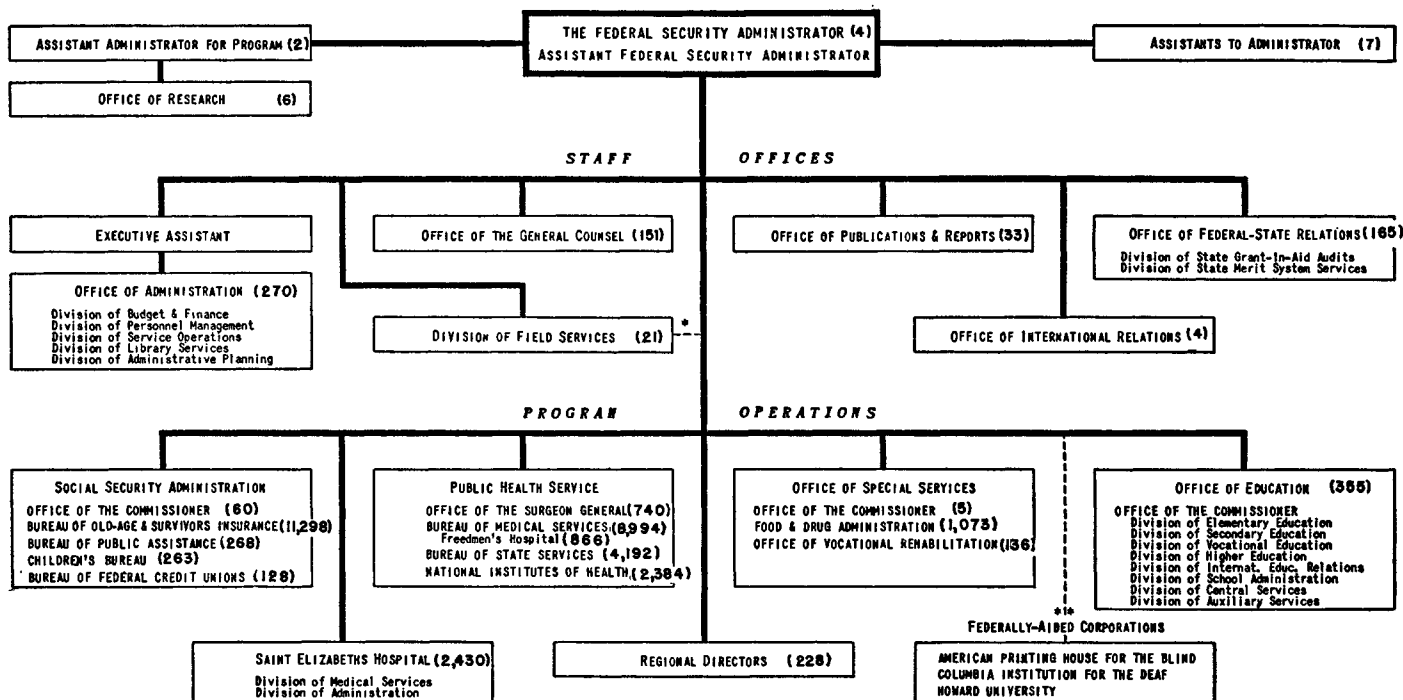 THE FEDERAL SECURITY ADMINISTRATOR (4)
ASSISTANT FEDERAL SECURITY ADMINISTRATOR
ASSISTANT ADMINISTRATOR FOR PROGRAM (2)
ASSISTANTS TO ADMINISTRATOR (7)
OFFICE OF RESEARCH (6)
STAFF OFFICES
EXECUTIVE ASSISTANT
OFFICE OF THE GENERAL COUNSEL (151)
OFFICE OF PUBLICATIONS & REPORTS (33)
OFFICE OF FEDERAL-STATE RELATIONS (165)
Division of State Grant-In-Aid Audits
Division of State Merit System Services
OFFICE OF ADMINISTRATION (270)
Division of Budget & Finance
Division of Personnel Management
Division of Service Operations
Division of Library Services
Division of Administrative Planning
DIVISION OF FIELD SERVICES (21)
*
OFFICE OF INTERNATIONAL RELATIONS (4)
PROGRAM OPERATIONS
SOCIAL SECURITY ADMINISTRATION
OFFICE OF THE COMMISSIONER (60)
BUREAU OF OLD-AGE & SURVIVORS INSURANCE (11,298)
BUREAU OF PUBLIC ASSISTANCE (268)
CHILDREN'S BUREAU (263)
BUREAU OF FEDERAL CREDIT UNIONS (128)
PUBLIC HEALTH SERVICE
OFFICE OF THE SURGEON GENERAL (740)
BUREAU OF MEDICAL SERVICES (8,994)
Freedmen's Hospital (866)
BUREAU OF STATE SERVICES (4,192)
NATIONAL INSTITUTES OF HEALTH (2,384)
OFFICE OF SPECIAL SERVICES
OFFICE OF THE COMMISSIONER (5)
FOOD & DRUG ADMINISTRATION (1,073)
OFFICE OF VOCATIONAL REHABILITATION (136)
OFFICE OF EDUCATION (355)
OFFICE OF THE COMMISSIONER
Division of Elementary Education
Division of Secondary Education
Division of Vocational Education
Division of Higher Education
Division of Internat. Educ. Relations
Division of School Administration
Division of Central Services
Division of Auxiliary Services
SAINT ELIZABETHS HOSPITAL (2,430)
Division of Medical Services
Division of Administration
REGIONAL DIRECTORS (228)
**
FEDERALLY-AIDED CORPORATIONS
AMERICAN PRINTING HOUSE FOR THE BLIND
COLUMBIA INSTITUTION FOR THE DEAF
HOWARD UNIVERSITY